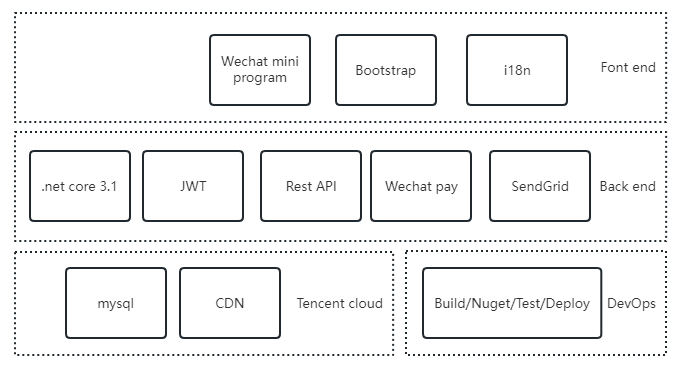 Wechat mini
program
Bootstrap
i18n
Font end
.net core 3.1
JWT
Rest API
Wechat pay
SendGrid
Back end
mysql
CDN
Tencent cloud
Build/Nuget/Test/Deploy
DevOps